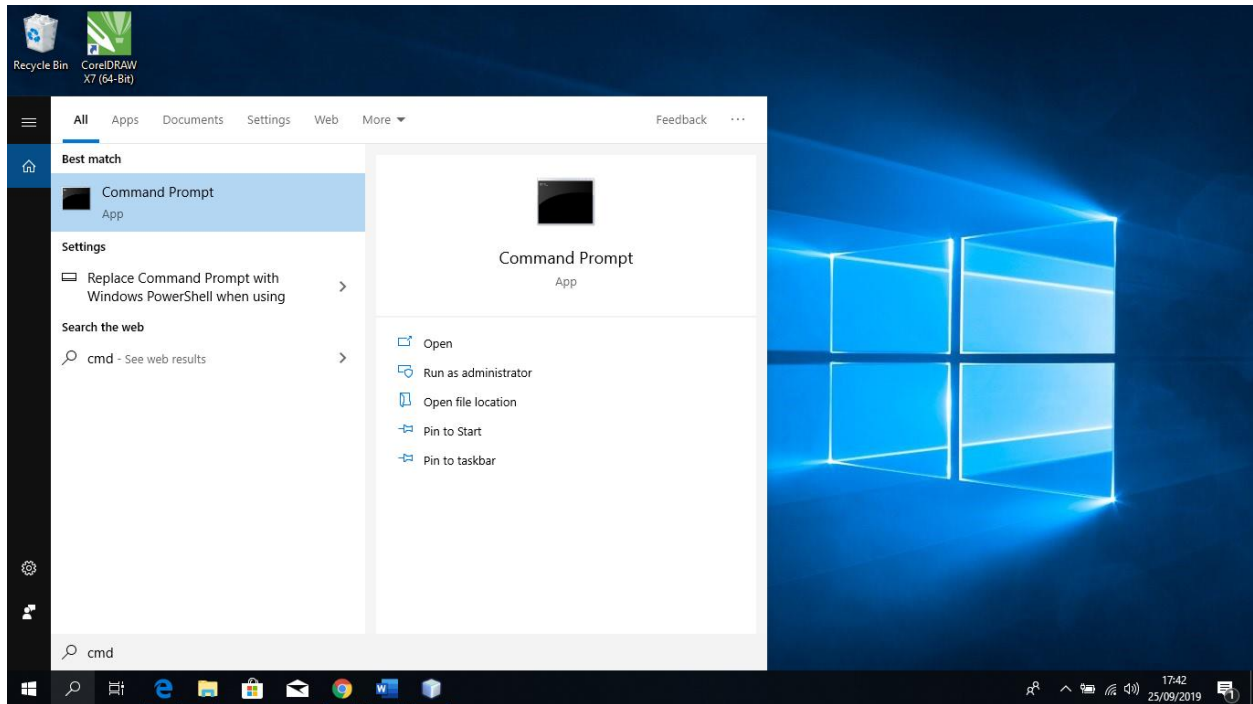 Recycle Bin
CorelDRAW
X7 (64-Bit)
All Apps Documents Settings Web More Feedback ...
Best match
Command Prompt
App
Settings
Replace Command Prompt with
Windows PowerShell when using
Search the web
cmd - See web results
Command Prompt
App
Open
Run as administrator
Open file location
Pin to Start
Pin to taskbar
cmd
17:42
25/09/2019
1